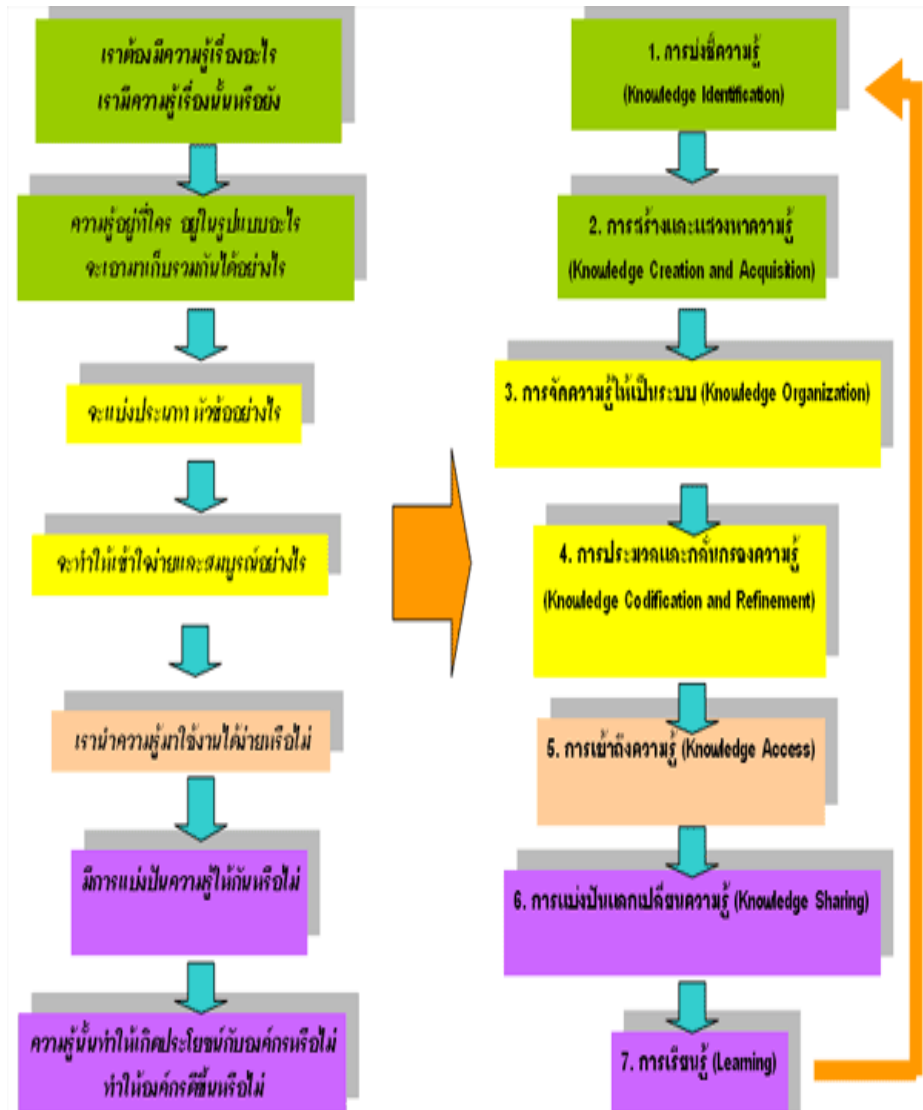 เราต้องมีความรู้เรื่องอะไร
เรามีความรู้เรื่องนั้นหรือยัง
ความรู้อยู่ที่ใคร อยู่ในรูปแบบอะไร
จะเอามาเก็บรวมกันได้อย่างไร
จะแบ่งประเภท หัวข้ออย่างไร
จะทำให้เข้าใจง่ายและสมบูรณ์อย่างไร
เรานำความรู้มาใช้งานได้ง่ายหรือไม่
มีการแบ่งปันความรู้ให้กันหรือไม่
ความรู้นั้นทำให้เกิดประโยชน์กับองค์กรหรือไม่
ทำให้องค์กรดีขึ้นหรือไม่
1. การบ่งชี้ความรู้
(Knowledge Identification)
2. การสร้างและแสวงหาความรู้
(Knowledge Creation and Acquisition)
3. การจัดความรู้ให้เป็นระบบ (Knowledge Organization)
4. การประมวลและกลั่นกรองความรู้
(Knowledge Codification and Refinement)
5. การเข้าถึงความรู้ (Knowledge Access)
6. การแบ่งปันแลกเปลี่ยนความรู้ (Knowledge Sharing)
7. การเรียนรู้ (Learning)